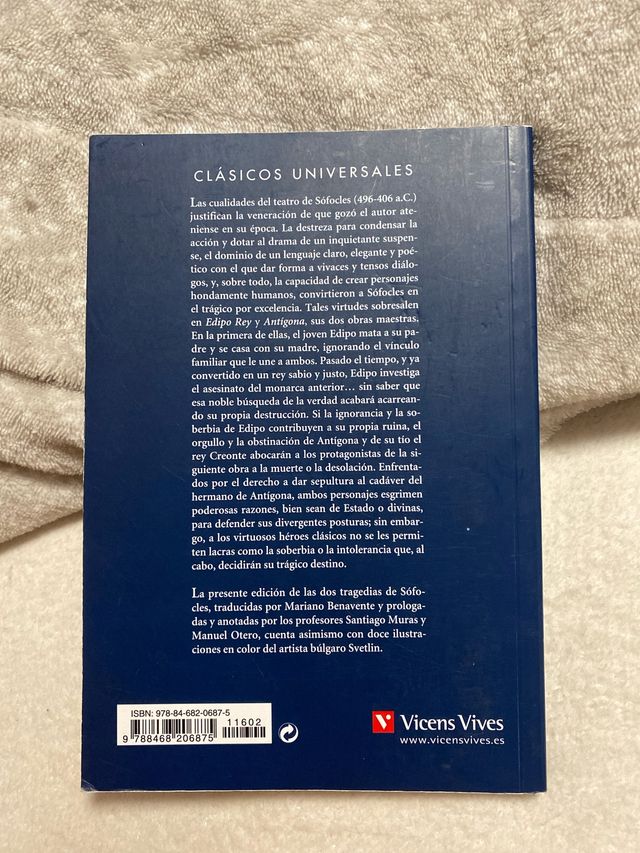 CLÁSICOS UNIVERSALES
Las cualidades del teatro de Sófocles (496-406 a.C.)
justifican la veneración de que gozó el autor ate-
niense en su época. La destreza para condensar la
acción y dotar al drama de un inquietante suspen-
se, el dominio de un lenguaje claro, elegante y poé-
tico con el que dar forma a vivaces y tensos diálo-
gos, y, sobre todo, la capacidad de crear personajes
hondamente humanos, convirtieron a Sófocles en
el trágico por excelencia. Tales virtudes sobresalen
en Edipo Rey y Antígona, sus dos obras maestras.
En la primera de ellas, el joven Edipo mata a su pa-
dre y se casa con su madre, ignorando el vínculo
familiar que le une a ambos. Pasado el tiempo, y ya
convertido en un rey sabio y justo, Edipo investiga
el asesinato del monarca anterior... sin saber que
esa noble búsqueda de la verdad acabará acarrean-
do su propia destrucción. Si la ignorancia y la so-
berbia de Edipo contribuyen a su propia ruina, el
orgullo y la obstinación de Antígona y de su tío el
rey Creonte abocarán a los protagonistas de la si-
guiente obra a la muerte o la desolación. Enfrenta-
dos por el derecho a dar sepultura al cadáver del
hermano de Antígona, ambos personajes esgrimen
poderosas razones, bien sean de Estado o divinas,
para defender sus divergentes posturas; sin embar-
go, a los virtuosos héroes clásicos no se les permi-
ten lacras como la soberbia o la intolerancia que, al
cabo, decidirán su trágico destino.
La presente edición de las dos tragedias de Sófo-
cles, traducidas por Mariano Benavente y prologa-
das y anotadas por los profesores Santiago Muras y
Manuel Otero, cuenta asimismo con doce ilustra-
ciones en color del artista búlgaro Svetlin.
ISBN: 978-84-682-0687-5
11602
9 788468 206875
Vicens Vives
www.vicensvives.es